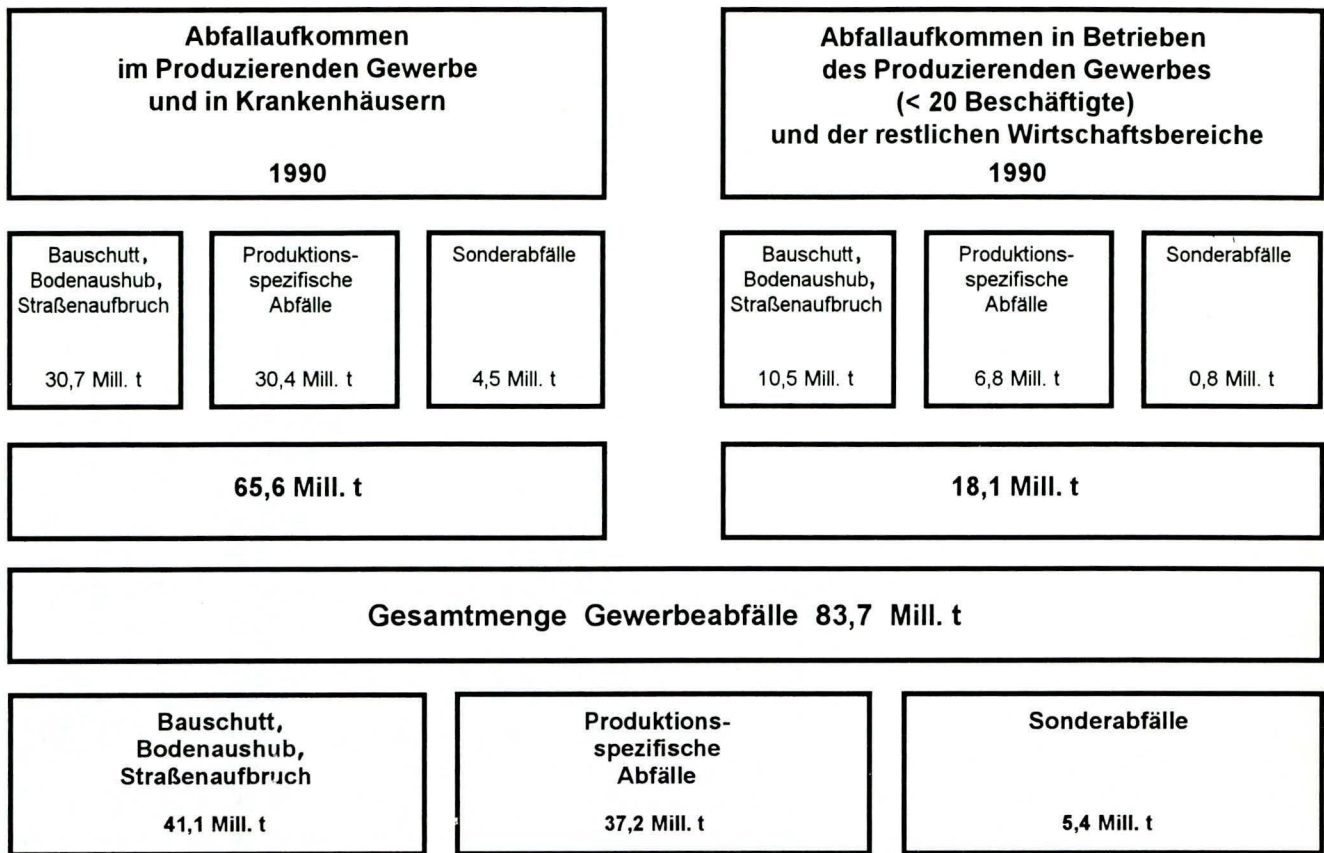 Abfallaufkommen
im Produzierenden Gewerbe
und in Krankenhäusern
1990
Abfallaufkommen in Betrieben
des Produzierenden Gewerbes
(< 20 Beschäftigte)
und der restlichen Wirtschaftsbereiche
1990
Bauschutt,
Bodenaushub,
Straßenaufbruch
30,7 Mill. t
Produktions-
spezifische
Abfälle
30,4 Mill. t
Sonderabfälle
4,5 Mill. t
Bauschutt,
Bodenaushub,
Straßenaufbruch
10,5 Mill. t
Produktions-
spezifische
Abfälle
6,8 Mill. t
Sonderabfälle
0,8 Mill. t
65,6 Mill. t
18,1 Mill. t
Gesamtmenge Gewerbeabfälle 83,7 Mill. t
Bauschutt,
Bodenaushub,
Straßenaufbruch
41,1 Mill. t
Produktions-
spezifische
Abfälle
37,2 Mill. t
Sonderabfälle
5,4 Mill. t